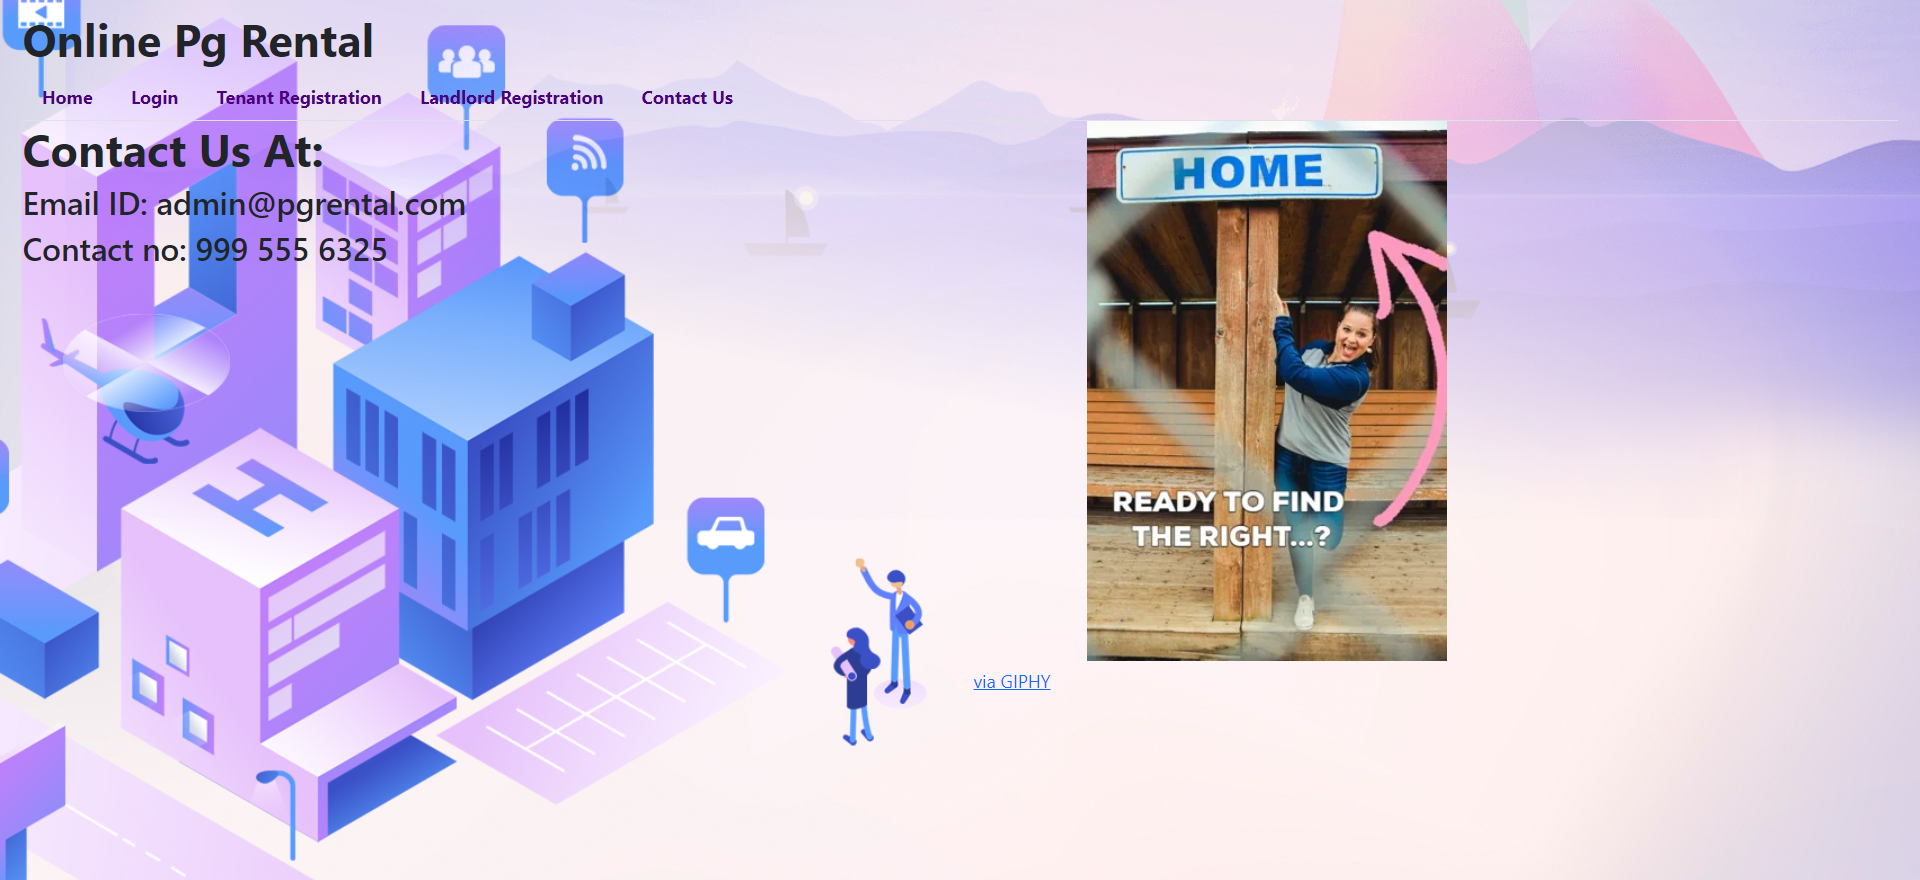 Online Pg Rental
Home Login Tenant Registration Landlord Registration Contact Us
Contact Us At:
Email ID: admin@pgrental.com
Contact no: 999 555 6325
HOME
READY TO FIND
THE RIGHT...?
via GIPHY
H